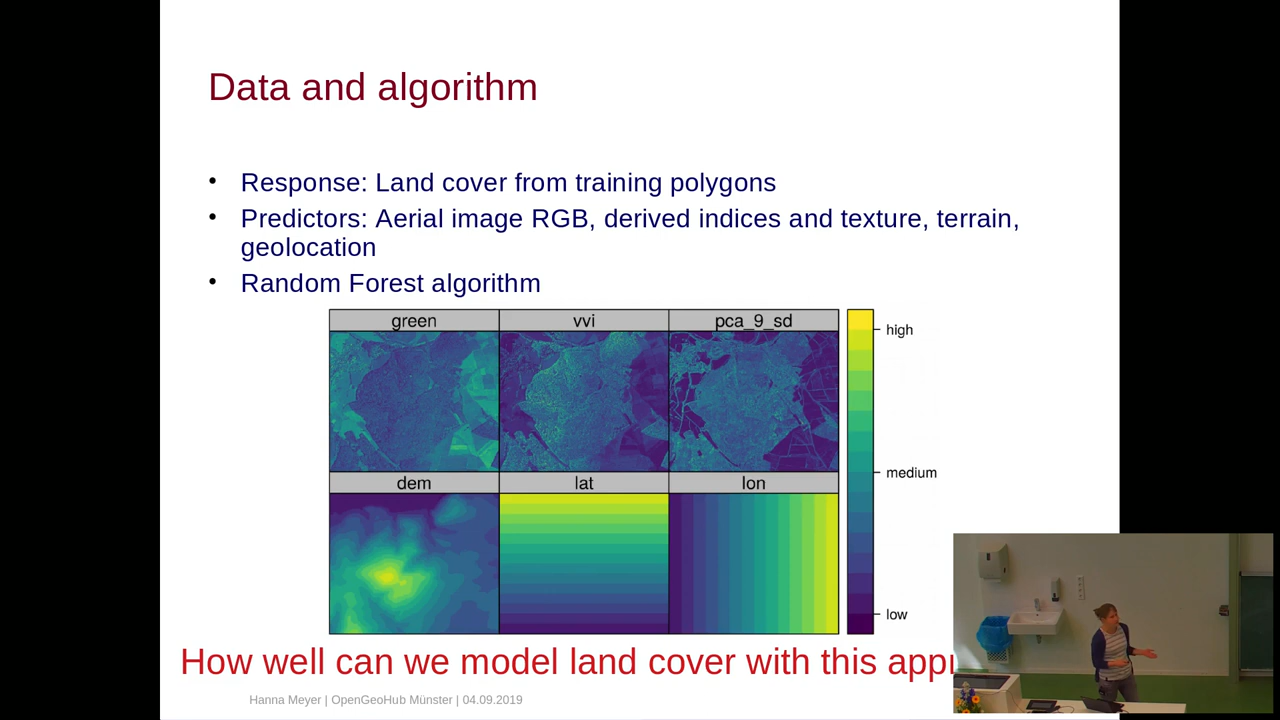 Data and algorithm
• Response: Land cover from training polygons
• Predictors: Aerial image RGB, derived indices and texture, terrain,
geolocation
• Random Forest algorithm
green vvi pca_9_sd
high
medium
dem lat lon
low
How well can we model land cover with this
Hanna Meyer | OpenGeoHub Münster | 04.09.2019